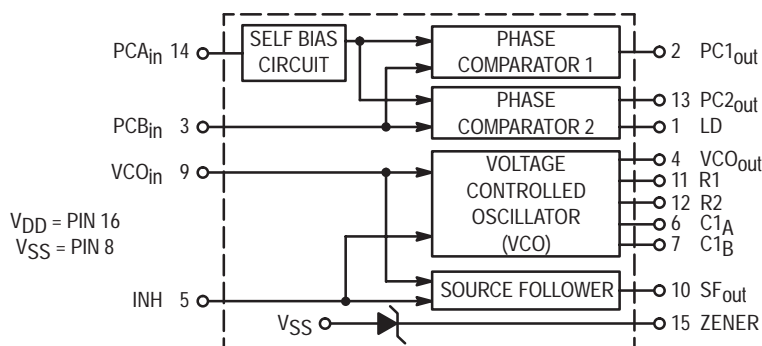 PCAin 14
SELF BIAS
CIRCUIT
PHASE
COMPARATOR 1
2 PC1out
PCBin 3
PHASE
COMPARATOR 2
13 PC2out
1 LD
VCOin 9
VOLTAGE
CONTROLLED
OSCILLATOR
(VCO)
4 VCOout
11 R1
12 R2
6 C1A
7 C1B
VDD = PIN 16
VSS = PIN 8
INH 5
SOURCE FOLLOWER
10 SFout
VSS
15 ZENER